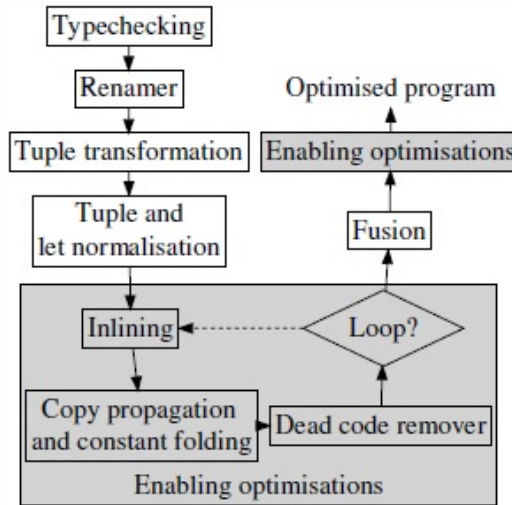 Typechecking
Renamer
Tuple transformation
Tuple and
let normalisation
Inlining
Copy propagation
and constant folding
Dead code remover
Loop?
Enabling optimisations
Fusion
Enabling optimisations
Optimised program